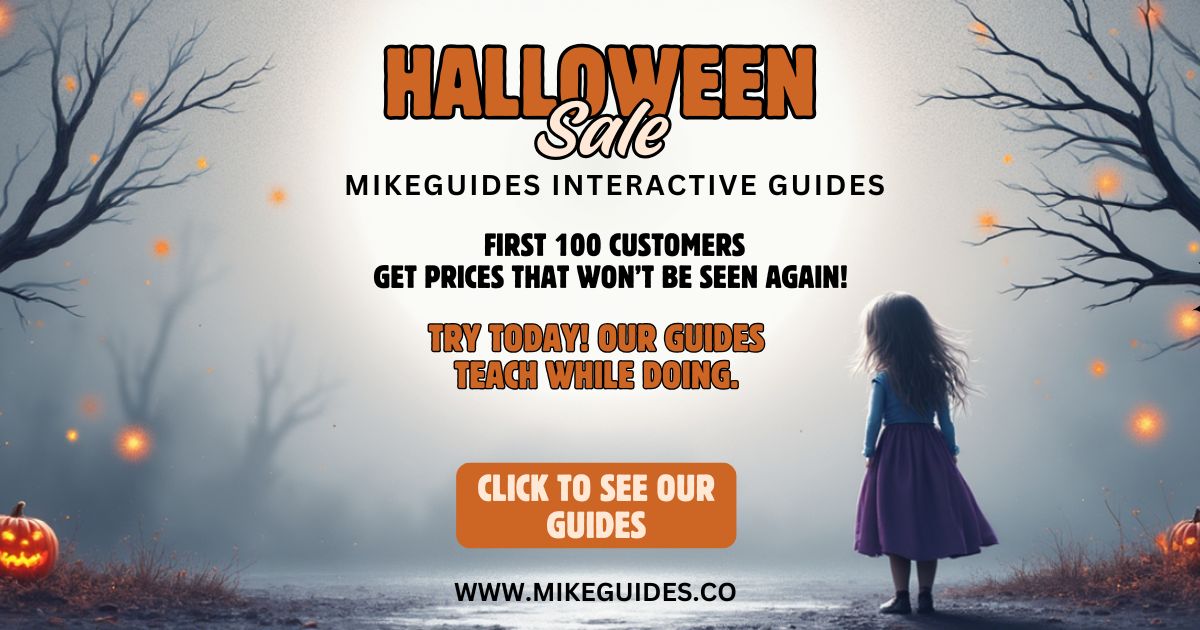 HALLOWEEN
Sale
MIKEGUIDES INTERACTIVE GUIDES
FIRST 100 CUSTOMERS
GET PRICES THAT WON'T BE SEEN AGAIN!
TRY TODAY! OUR GUIDES
TEACH WHILE DOING.
CLICK TO SEE OUR
GUIDES
WWW.MIKEGUIDES.CO